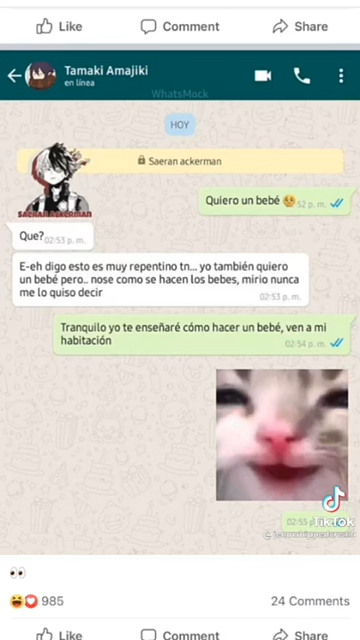 Like Comment Share
Tamaki Amajiki
en línea
WhatsMock
HOY
Saeran ackerman
SAERAN ACKERMAN
Quiero un bebé 🥺 52 p. m.
Que? 02:53 p. m.
E-eh digo esto es muy repentino tn... yo también quiero
un bebé pero.. nose como se hacen los bebes, mirio nunca
me lo quiso decir
02:53 p. m.
Tranquilo yo te enseñaré cómo hacer un bebé, ven a mi
habitación
02:54 p. m.
02:55 p.
TikTok
👀
985 24 Comments
Like Comment Share